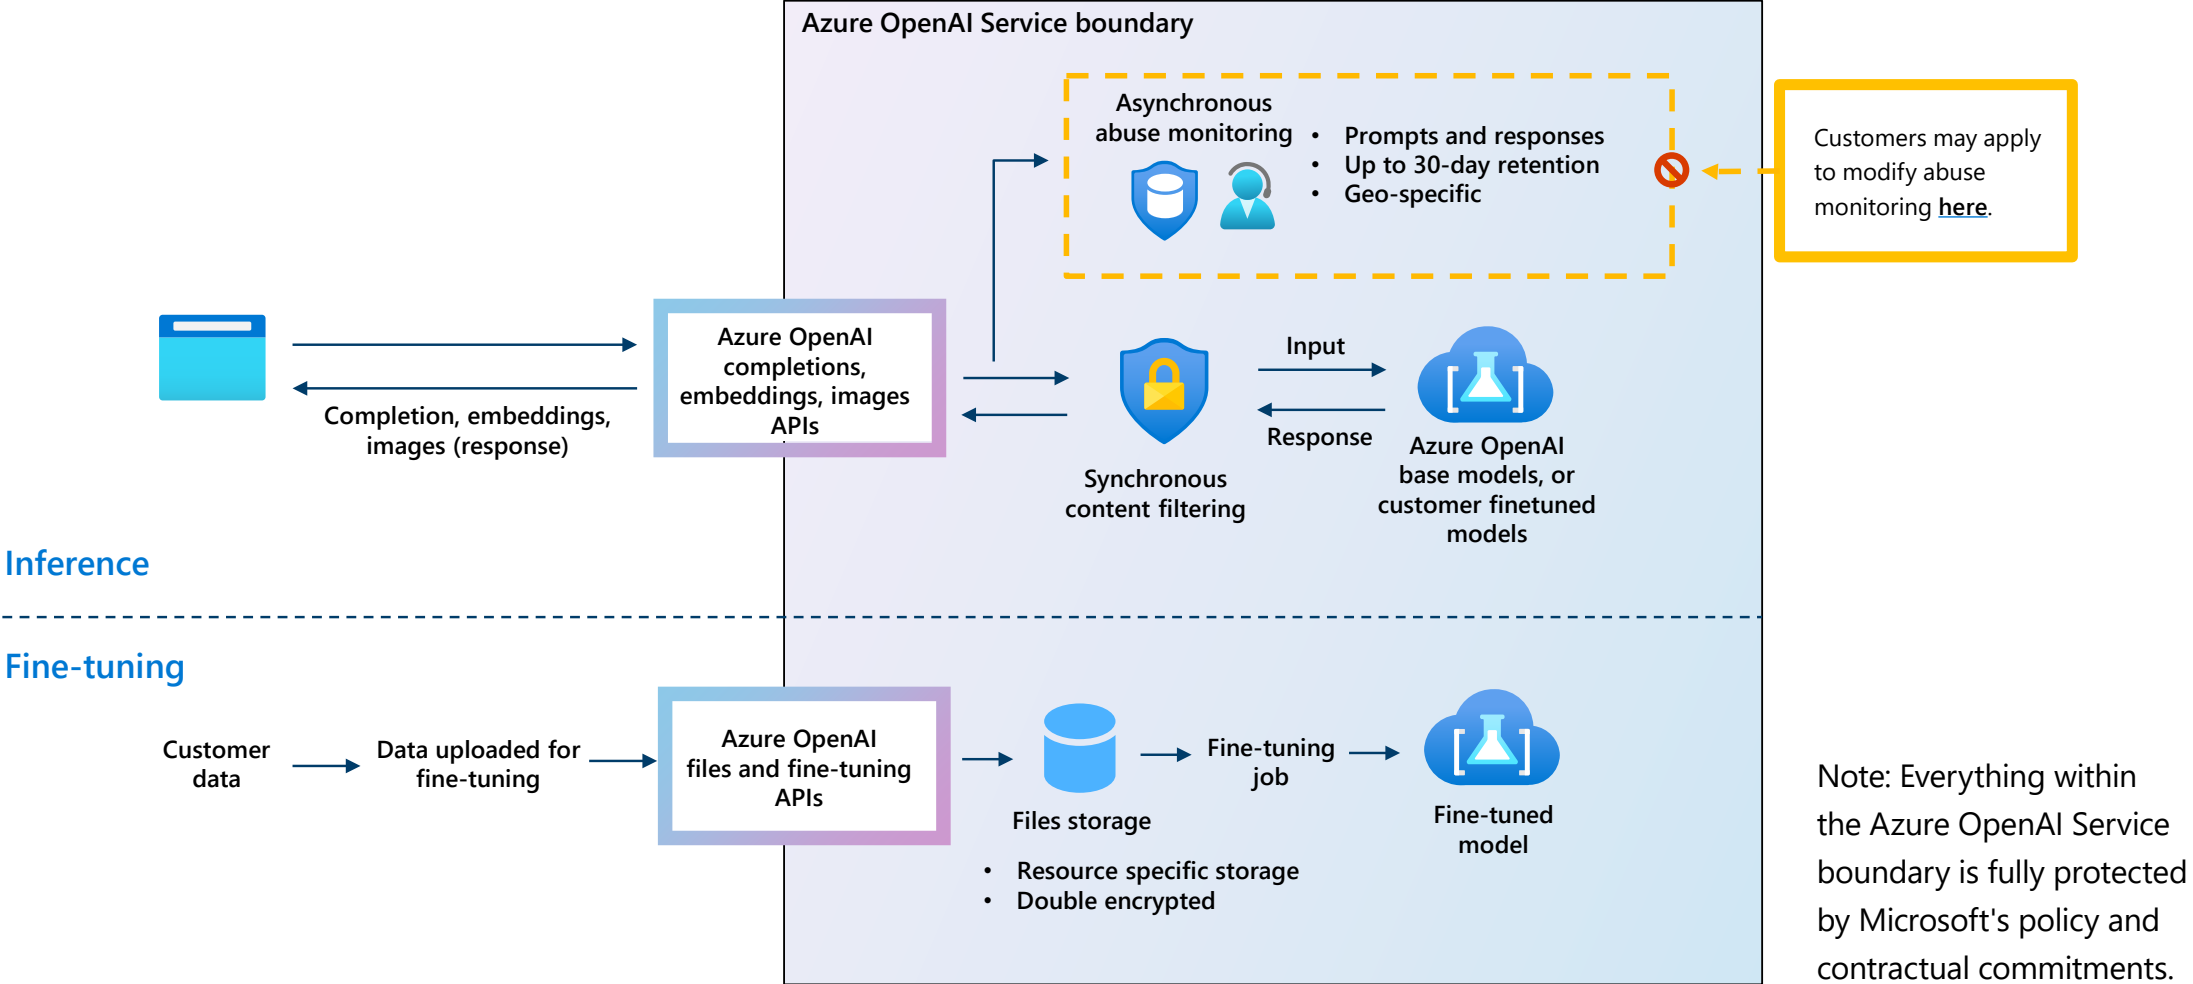 Azure OpenAI Service boundary
Asynchronous
abuse monitoring
• Prompts and responses
• Up to 30-day retention
• Geo-specific
Customers may apply
to modify abuse
monitoring here.
Azure OpenAI
completions,
embeddings, images
APIs
Completion, embeddings,
images (response)
Synchronous
content filtering
Input
Response
Azure OpenAI
base models, or
customer finetuned
models
Inference
Fine-tuning
Customer
data
Data uploaded for
fine-tuning
Azure OpenAI
files and fine-tuning
APIs
Files storage
• Resource specific storage
• Double encrypted
Fine-tuning
job
Fine-tuned
model
Note: Everything within
the Azure OpenAI Service
boundary is fully protected
by Microsoft's policy and
contractual commitments.